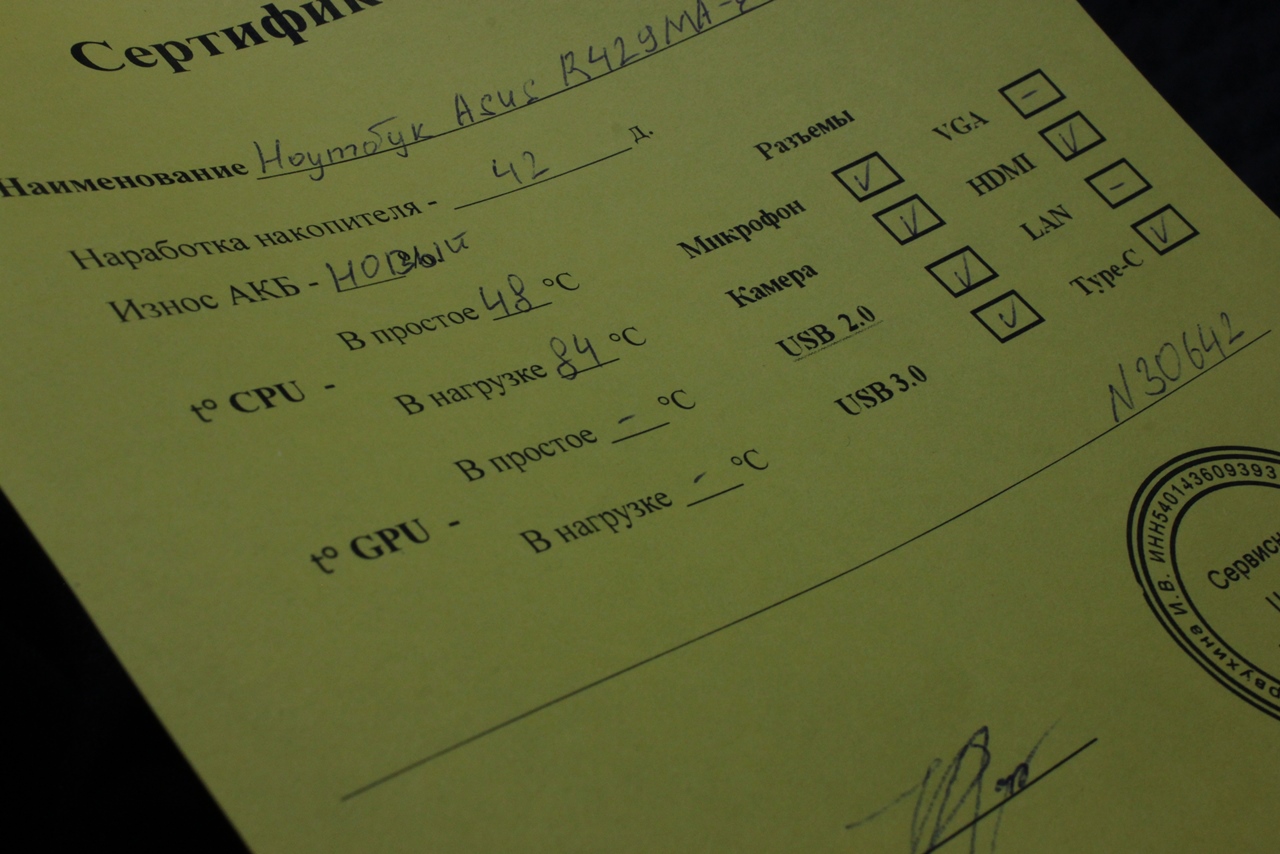 Сертифик
Наименование Ноутбук Asus R429MA-
Наработка накопителя - 42 д.
Износ АКБ - новый %
t° CPU -
В простое 48 °C
В нагрузке 84 °C
t° GPU -
В простое - °C
В нагрузке - °C
Разъемы
Микрофон
Камера
USB 2.0
USB 3.0
VGA -
HDMI
LAN -
Type-C
N30642
И.В. ИНН540143609393
Сервисн